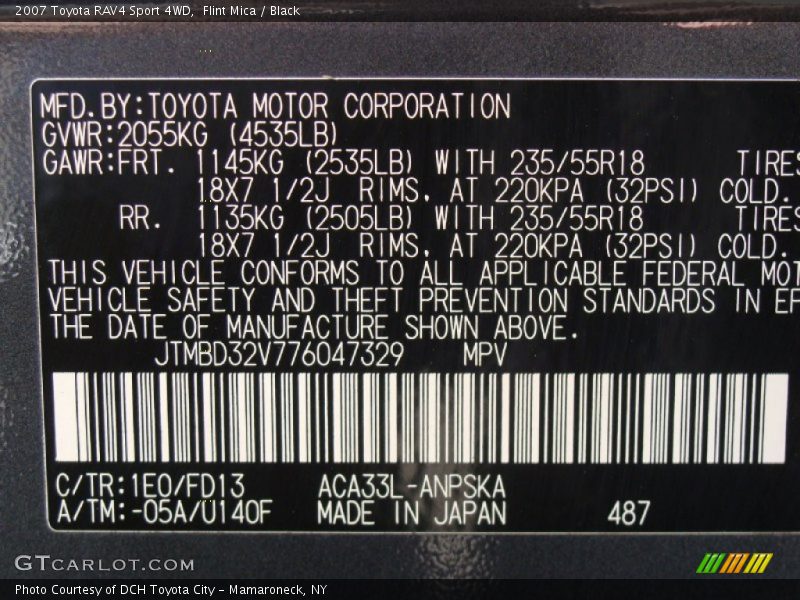 2007 Toyota RAV4 Sport 4WD, Flint Mica / Black
MFD.BY:TOYOTA MOTOR CORPORATION
GVWR:2055KG (4535LB)
GAWR:FRT. 1145KG (2535LB) WITH 235/55R18 TIRES
18X7 1/2J RIMS, AT 220KPA (32PSI) COLD.
RR. 1135KG (2505LB) WITH 235/55R18 TIRES
18X7 1/2J RIMS, AT 220KPA (32PSI) COLD.
THIS VEHICLE CONFORMS TO ALL APPLICABLE FEDERAL MOT
VEHICLE SAFETY AND THEFT PREVENTION STANDARDS IN EF
THE DATE OF MANUFACTURE SHOWN ABOVE.
JTMBD32V776047329 MPV
C/TR:1E0/FD13 ACA33L-ANPSKA
A/TM:-05A/U140F MADE IN JAPAN 487
GTCARLOT.COM
Photo Courtesy of DCH Toyota City - Mamaroneck, NY